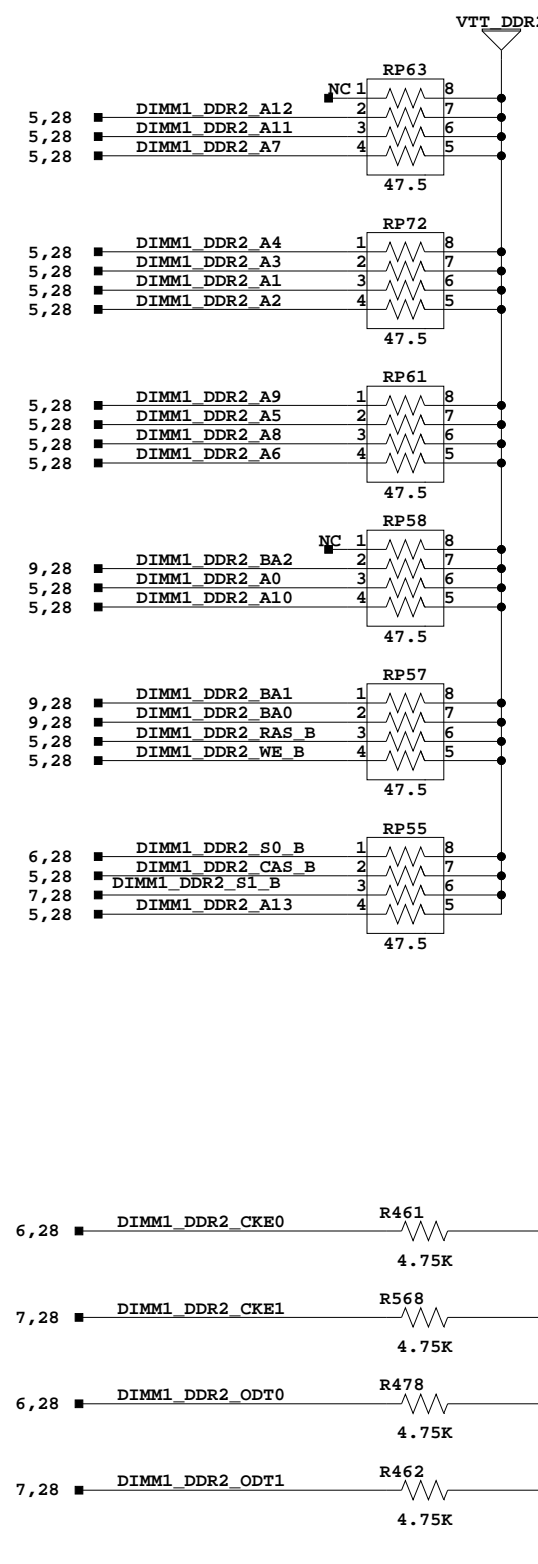 VTT_DDR2
RP63
NC 1 8
5,28 DIMM1_DDR2_A12 2 7
5,28 DIMM1_DDR2_A11 3 6
5,28 DIMM1_DDR2_A7 4 5
47.5
RP72
5,28 DIMM1_DDR2_A4 1 8
5,28 DIMM1_DDR2_A3 2 7
5,28 DIMM1_DDR2_A1 3 6
5,28 DIMM1_DDR2_A2 4 5
47.5
RP61
5,28 DIMM1_DDR2_A9 1 8
5,28 DIMM1_DDR2_A5 2 7
5,28 DIMM1_DDR2_A8 3 6
5,28 DIMM1_DDR2_A6 4 5
47.5
RP58
NC 1 8
9,28 DIMM1_DDR2_BA2 2 7
5,28 DIMM1_DDR2_A0 3 6
5,28 DIMM1_DDR2_A10 4 5
47.5
RP57
9,28 DIMM1_DDR2_BA1 1 8
9,28 DIMM1_DDR2_BA0 2 7
5,28 DIMM1_DDR2_RAS_B 3 6
5,28 DIMM1_DDR2_WE_B 4 5
47.5
RP55
6,28 DIMM1_DDR2_S0_B 1 8
5,28 DIMM1_DDR2_CAS_B 2 7
7,28 DIMM1_DDR2_S1_B 3 6
5,28 DIMM1_DDR2_A13 4 5
47.5
6,28 DIMM1_DDR2_CKE0 R461
4.75K
7,28 DIMM1_DDR2_CKE1 R568
4.75K
6,28 DIMM1_DDR2_ODT0 R478
4.75K
7,28 DIMM1_DDR2_ODT1 R462
4.75K